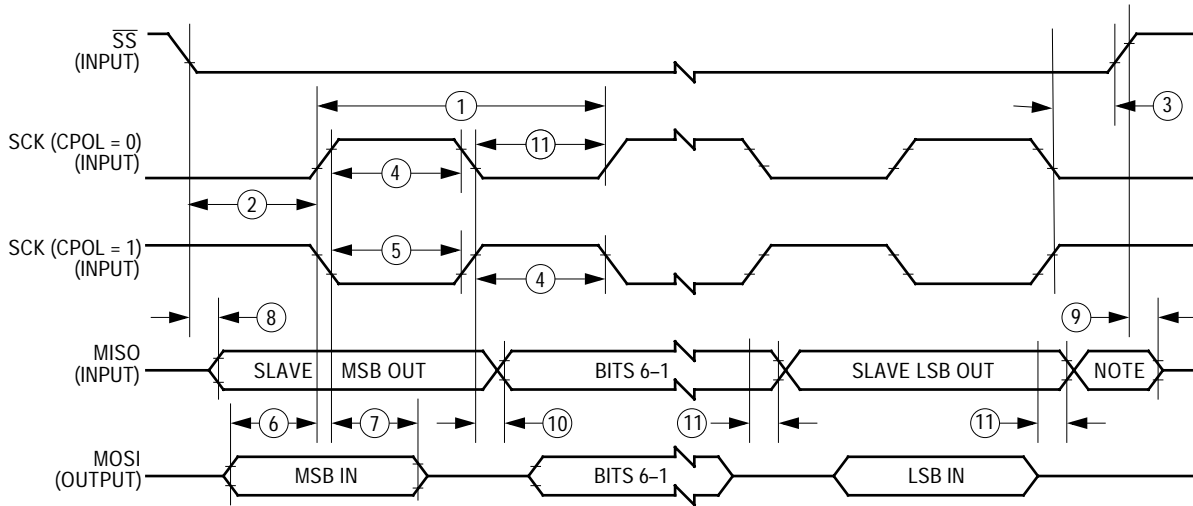 SS
(INPUT)
1
3
SCK (CPOL = 0)
(INPUT)
11
4
2
SCK (CPOL = 1)
(INPUT)
5
4
8
9
MISO
(INPUT)
SLAVE MSB OUT
BITS 6–1
SLAVE LSB OUT
NOTE
6
7
10
11
11
MOSI
(OUTPUT)
MSB IN
BITS 6–1
LSB IN